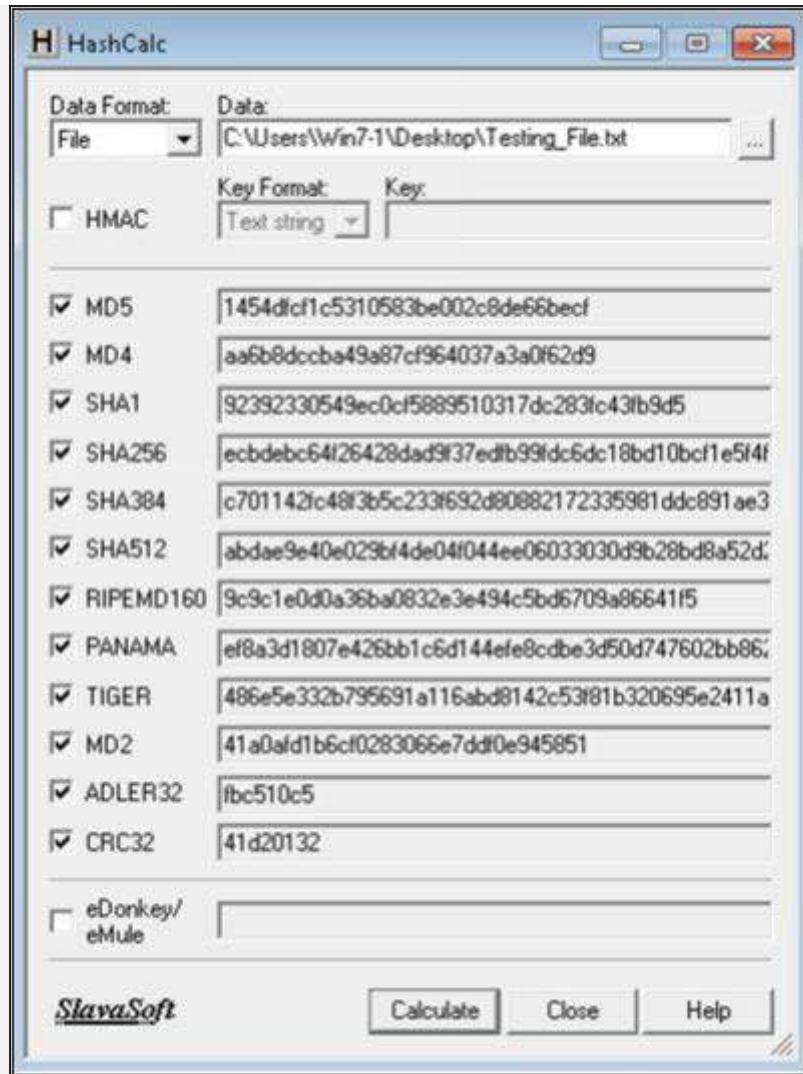 H HashCalc
Data Format: Data:
File C:\Users\Win7-1\Desktop\Testing_File.txt ...
Key Format: Key:
HMAC Text string
MD5 1454dfcf1c5310583be002c8de66becf
MD4 aa6b8dccba49a87cf964037a3a0f62d9
SHA1 92392330549ec0cf5889510317dc283fc43fb9d5
SHA256 ecbdebc64f26428dad9f37edfb99fdc6dc18bd10bcf1e5f4f
SHA384 c701142fc48f3b5c233f692d80882172335981ddc891ae3
SHA512 abdae9e40e029bf4de04f044ee06033030d9b28bd8a52d2
RIPEMD160 9c9c1e0d0a36ba0832e3e494c5bd6709a86641f5
PANAMA ef8a3d1807e426bb1c6d144efe8cdbe3d50d747602bb862
TIGER 486e5e332b795691a116abd8142c53f81b320695e2411a
MD2 41a0afd1b6cf0283066e7ddf0e945851
ADLER32 fbc510c5
CRC32 41d20132
eDonkey/
eMule
SlavaSoft Calculate Close Help